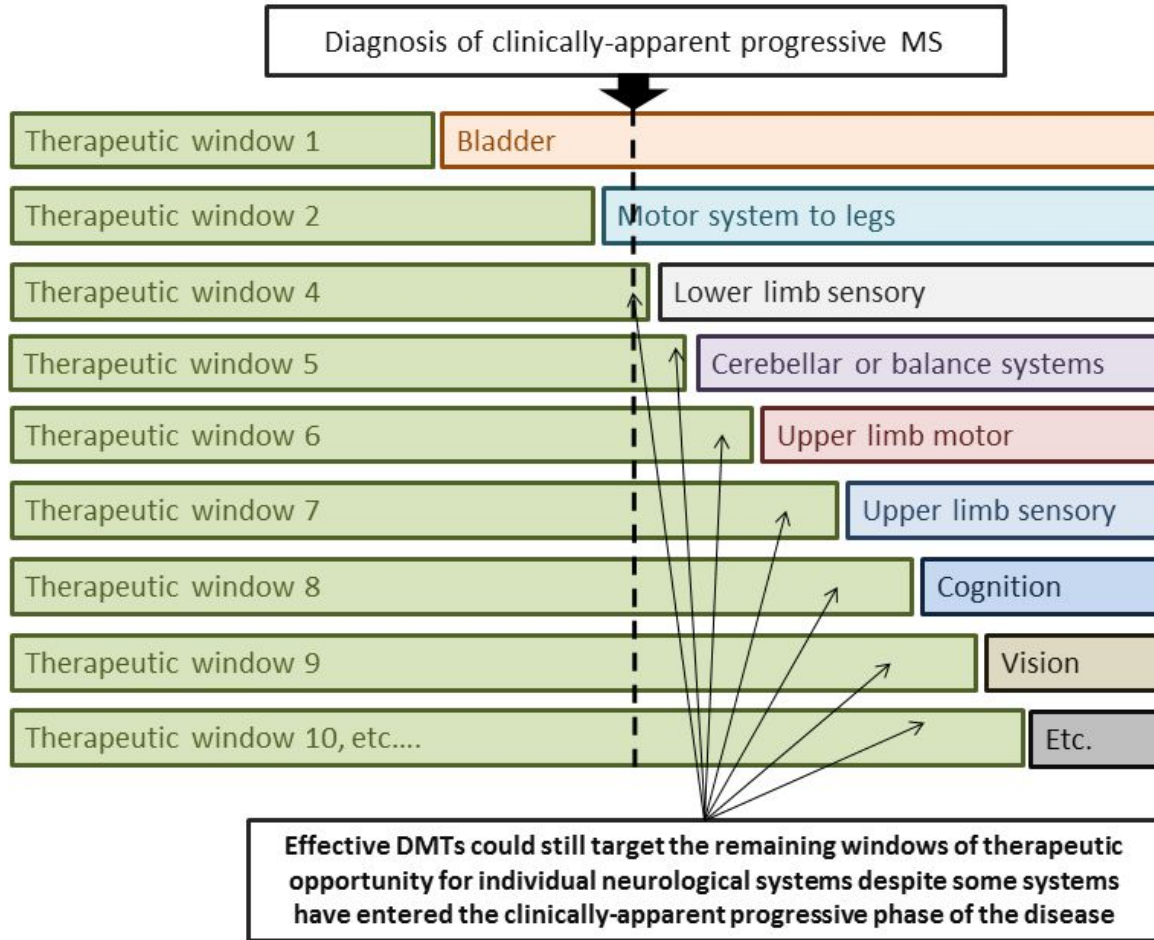 Diagnosis of clinically-apparent progressive MS
Therapeutic window 1
Bladder
Therapeutic window 2
Motor system to legs
Therapeutic window 4
Lower limb sensory
Therapeutic window 5
Cerebellar or balance systems
Therapeutic window 6
Upper limb motor
Therapeutic window 7
Upper limb sensory
Therapeutic window 8
Cognition
Therapeutic window 9
Vision
Therapeutic window 10, etc....
Etc.
Effective DMTs could still target the remaining windows of therapeutic
opportunity for individual neurological systems despite some systems
have entered the clinically-apparent progressive phase of the disease